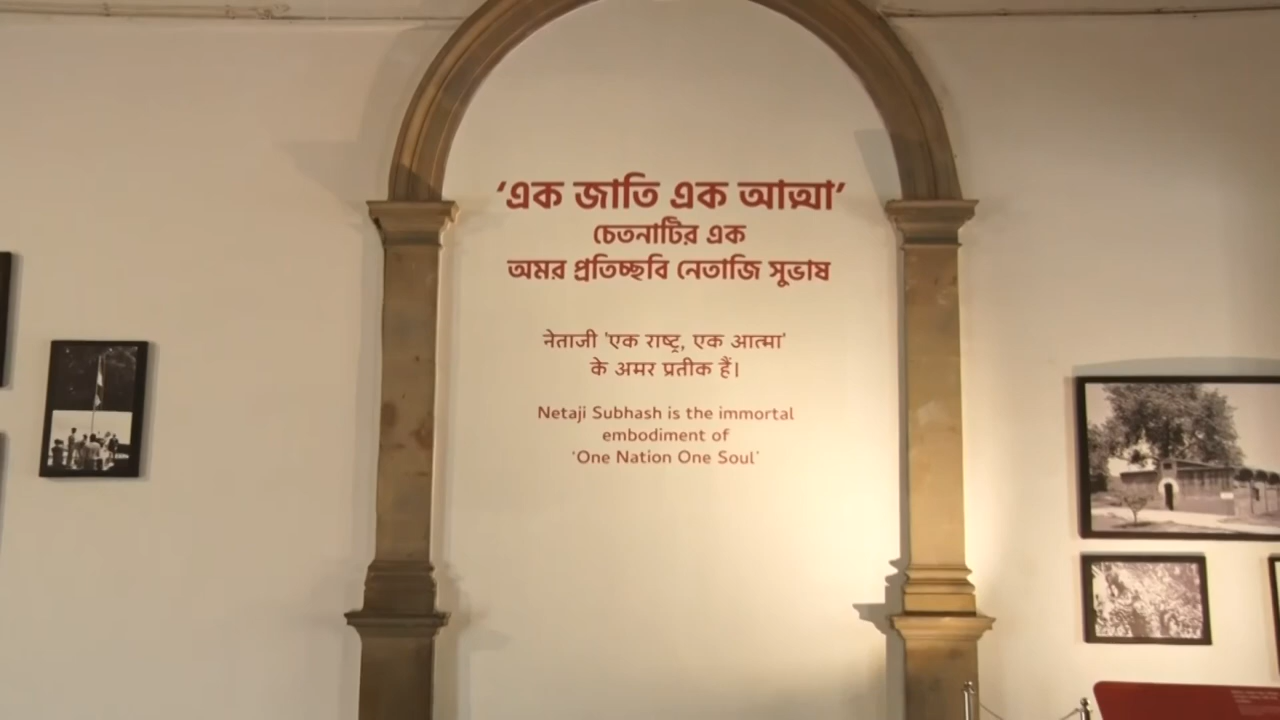 ‘এক জাতি এক আত্মা’
চেতনাটির এক
অমর প্রতিচ্ছবি নেতাজি সুভাষ
नेताजी 'एक राष्ट्र, एक आत्मा'
के अमर प्रतीक हैं।
Netaji Subhash is the immortal
embodiment of
‘One Nation One Soul’